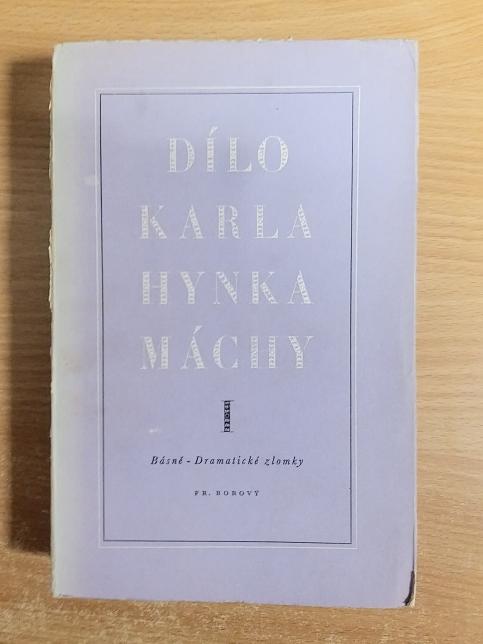 DÍLO
KARLA
HYNKA
MÁCHY
I
Básně - Dramatické zlomky
FR. BOROVÝ